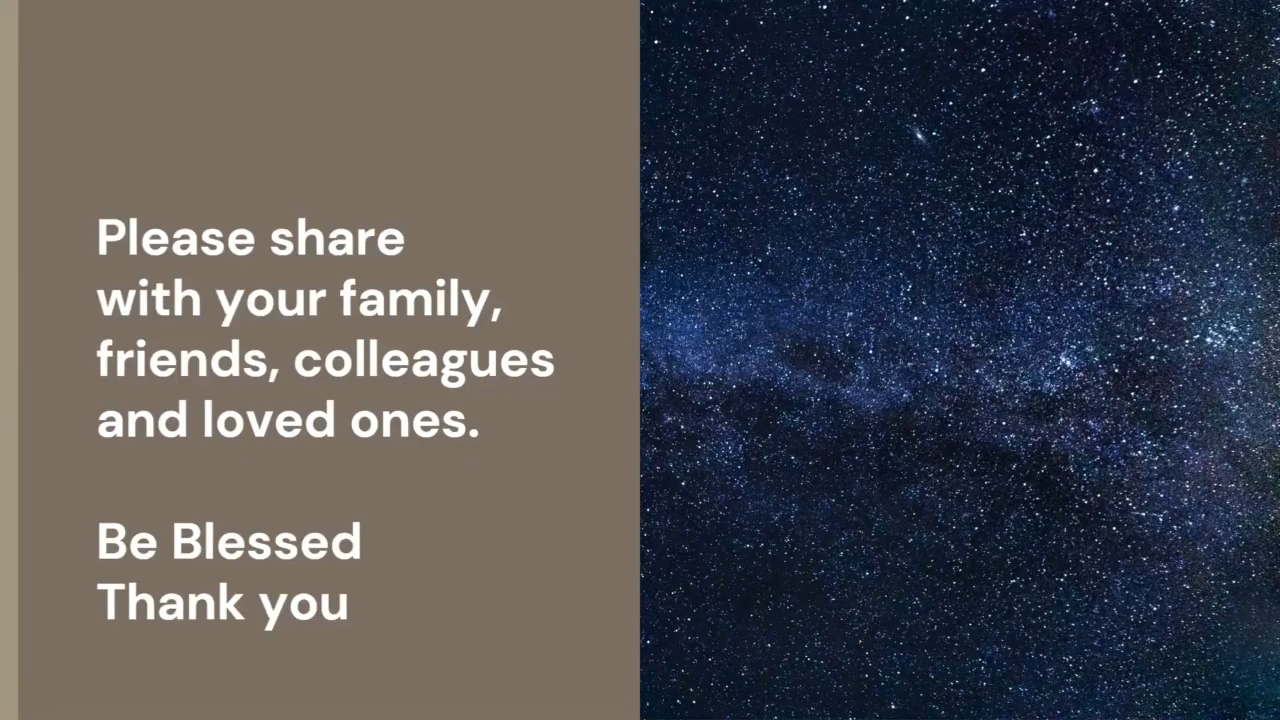 Please share
with your family,
friends, colleagues
and loved ones.
Be Blessed
Thank you